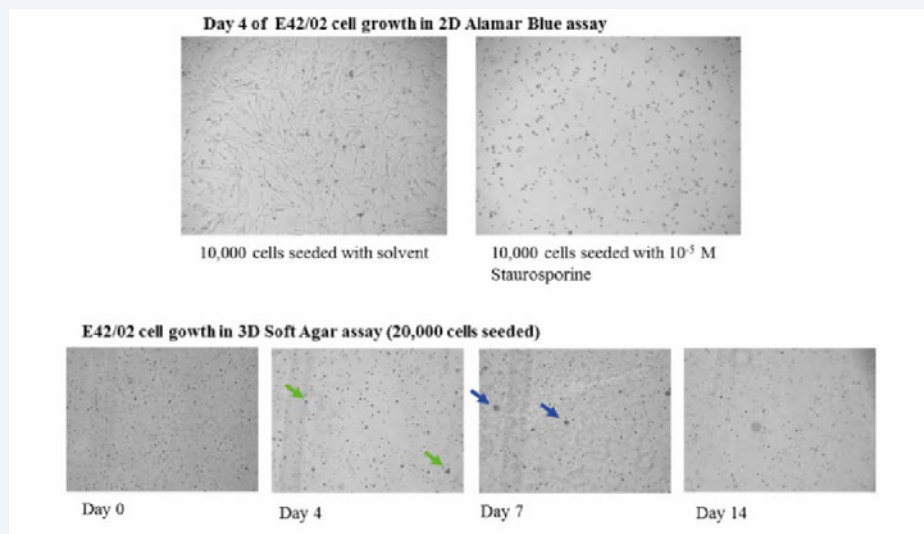 Day 4 of E42/02 cell growth in 2D Alamar Blue assay
10,000 cells seeded with solvent
10,000 cells seeded with 10⁻⁵ M
Staurosporine
E42/02 cell gowth in 3D Soft Agar assay (20,000 cells seeded)
Day 0
Day 4
Day 7
Day 14